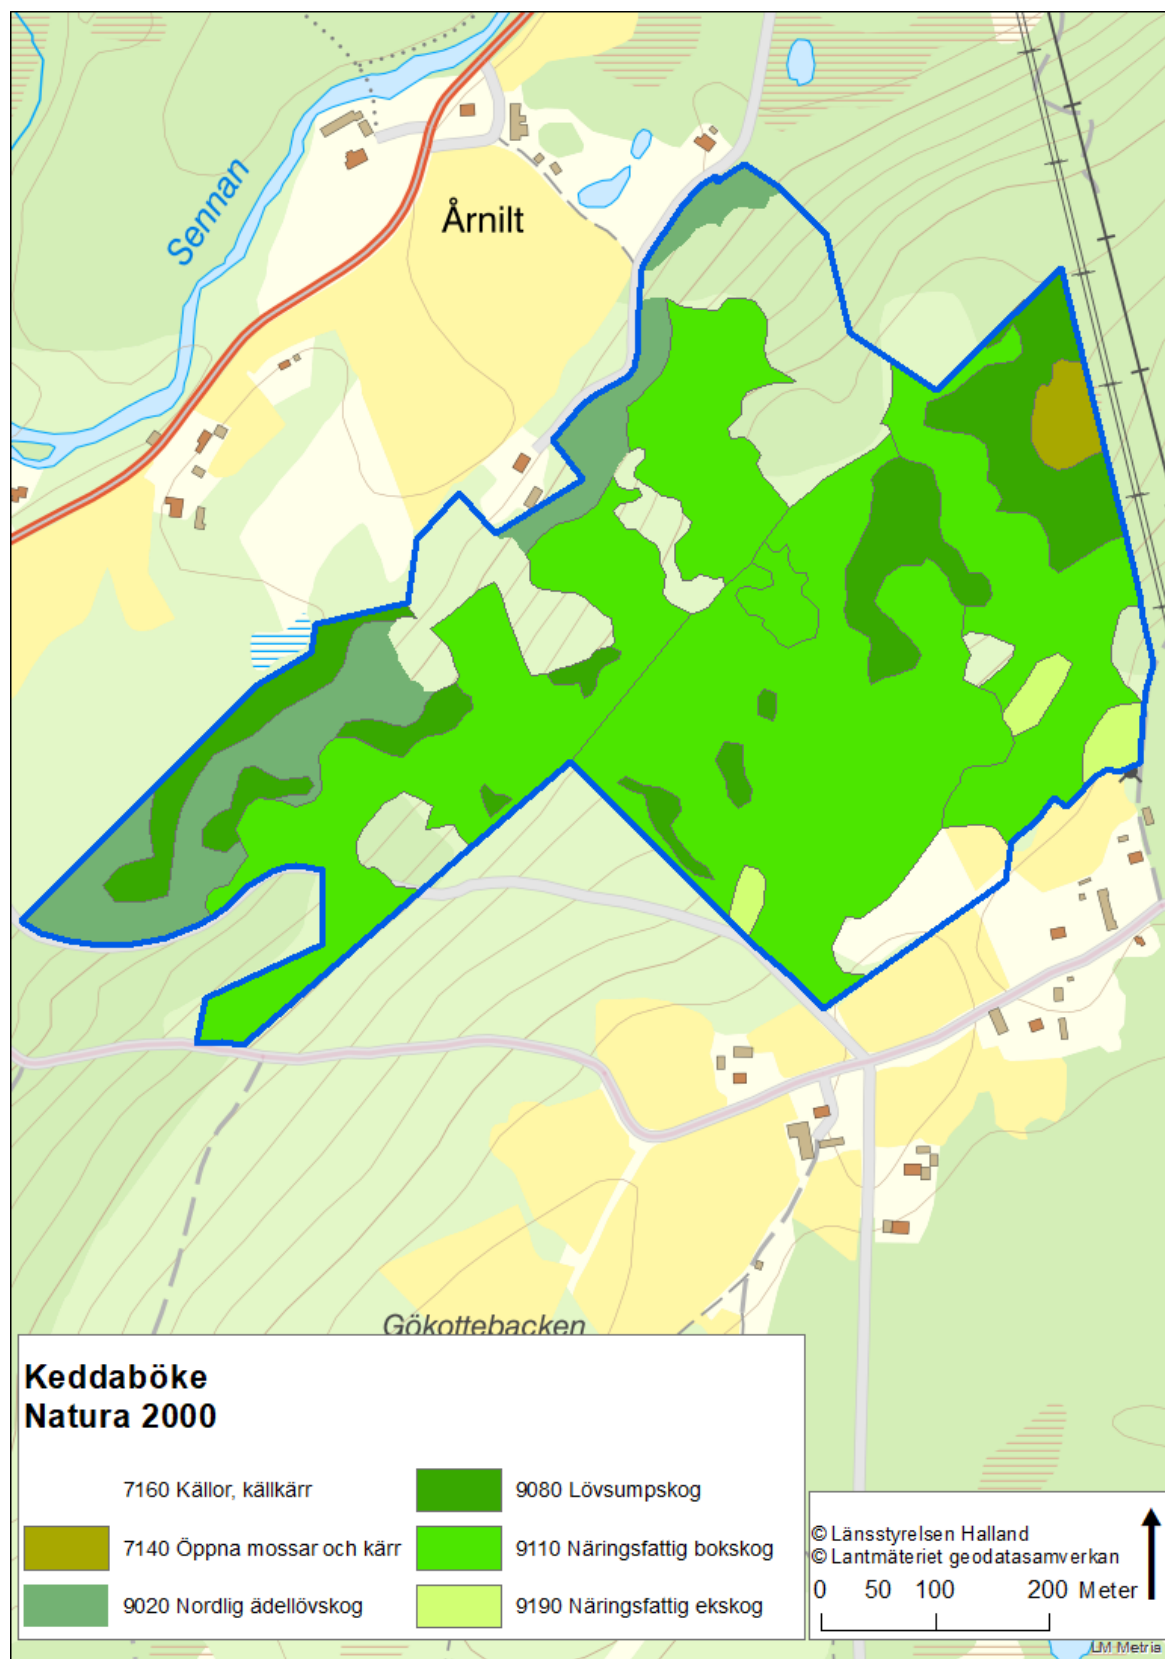 Sennan
Årnilt
Gökottebacken
Keddaböke
Natura 2000
7160 Källor, källkärr
7140 Öppna mossar och kärr
9020 Nordlig ädellövskog
9080 Lövsumpskog
9110 Näringsfattig bokskog
9190 Näringsfattig ekskog
© Länsstyrelsen Halland
© Lantmäteriet geodatasamverkan
0 50 100 200 Meter
LM Metria